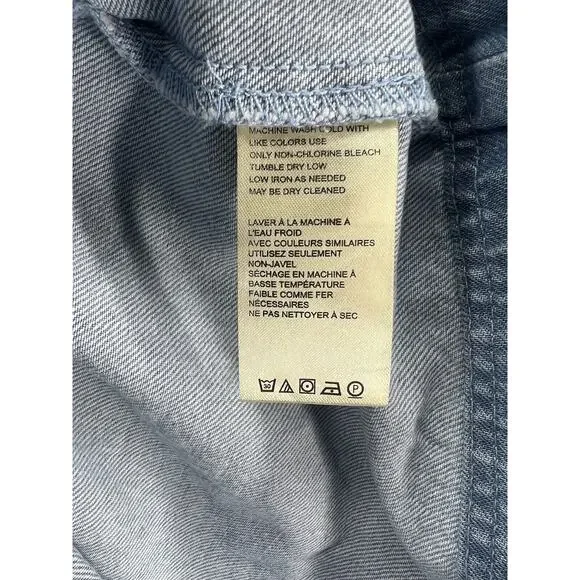 MACHINE WASH COLD WITH
LIKE COLORS USE
ONLY NON-CHLORINE BLEACH
TUMBLE DRY LOW
LOW IRON AS NEEDED
MAY BE DRY CLEANED
LAVER À LA MACHINE A
L'EAU FROID
AVEC COULEURS SIMILAIRES
UTILISEZ SEULEMENT
NON-JAVEL
SÉCHAGE EN MACHINE À
BASSE TEMPÉRATURE
FAIBLE COMME FER
NÉCESSAIRES
NE PAS NETTOYER À SEC
30 P